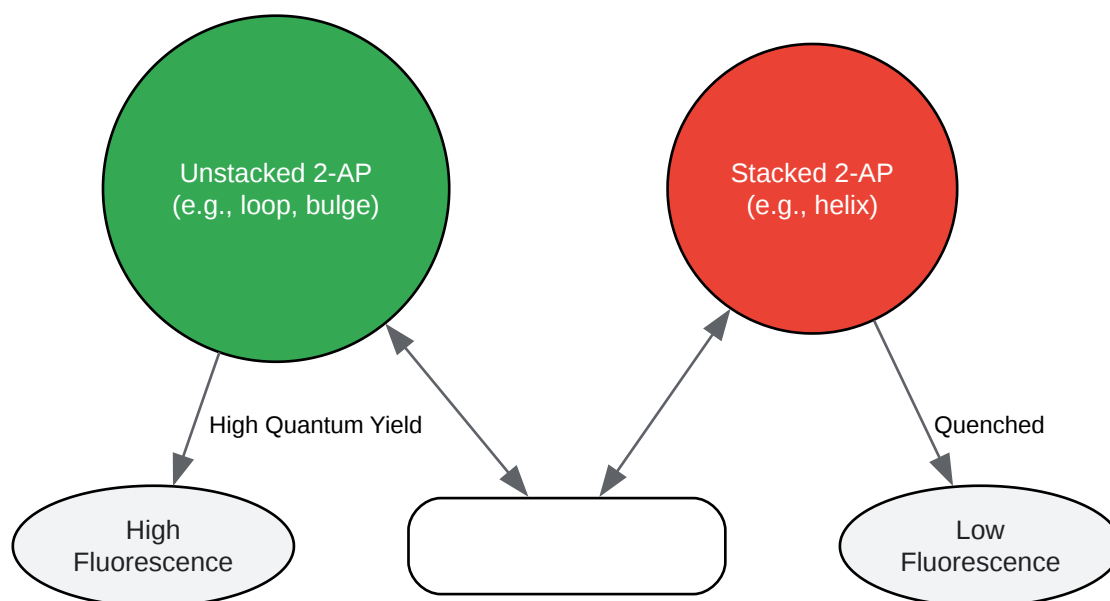 Unstacked 2-AP
(e.g., loop, bulge)
Stacked 2-AP
(e.g., helix)
High Quantum Yield
Quenched
High
Fluorescence
Low
Fluorescence